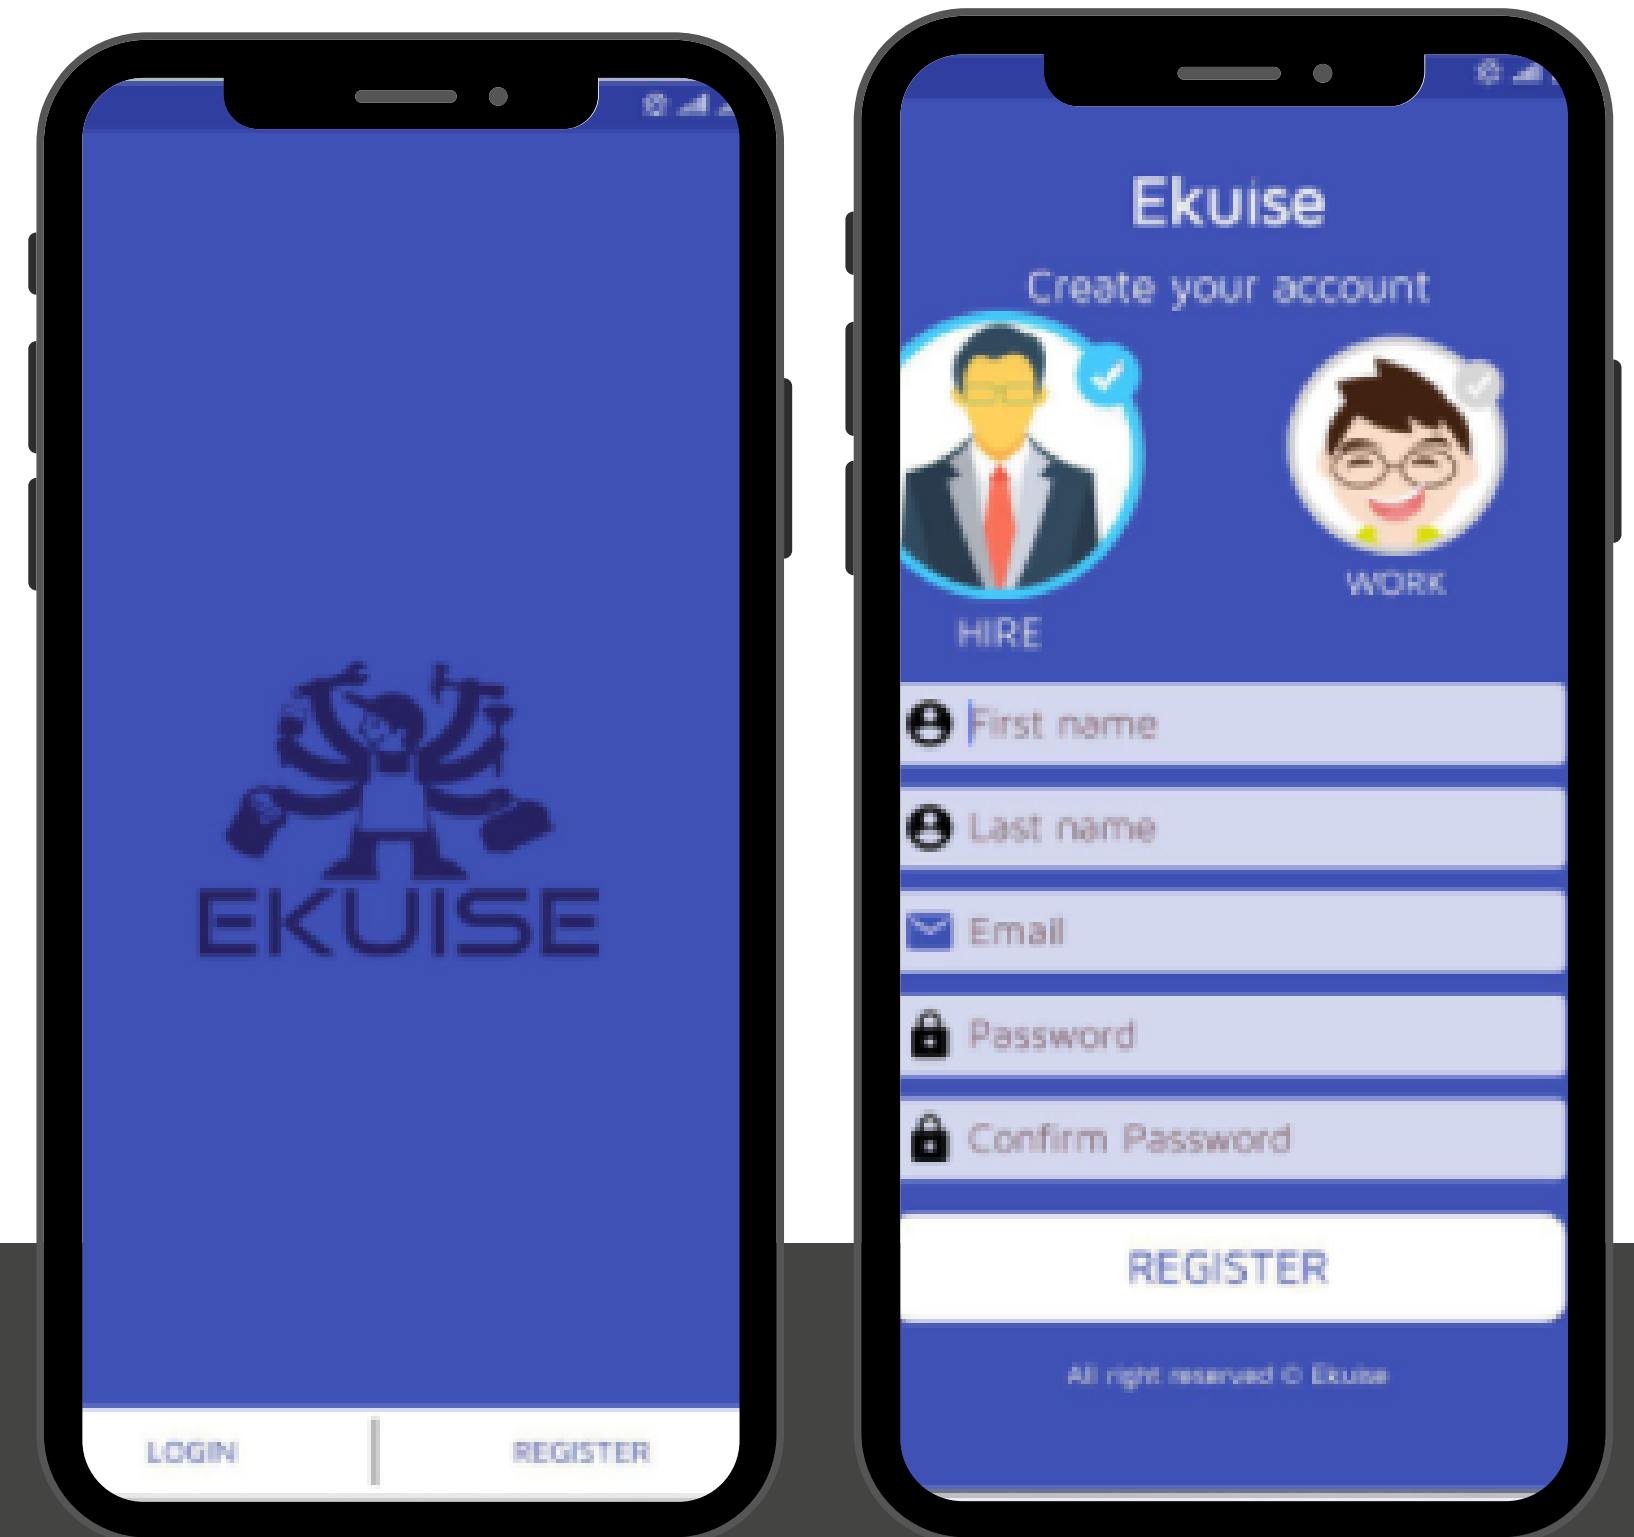 EKUISE
LOGIN
REGISTER
Ekuise
Create your account
HIRE
WORK
First name
Last name
Email
Password
Confirm Password
REGISTER
All right reserved © Ekuise